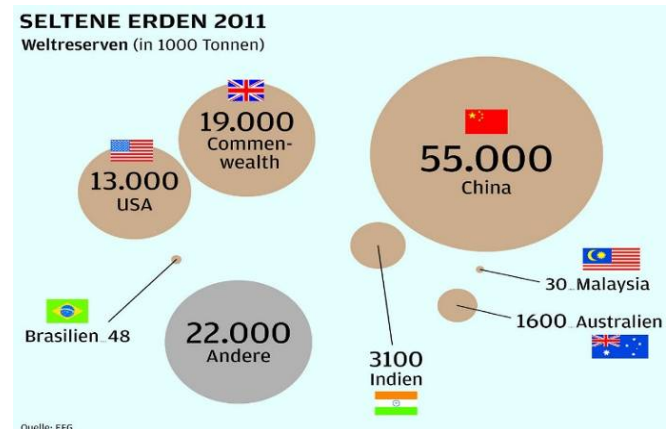 SELTENE ERDEN 2011
Weltreserven (in 1000 Tonnen)
19.000
Commen-
wealth
13.000
USA
55.000
China
30 Malaysia
Brasilien 48
1600 Australien
22.000
Andere
3100
Indien
Quelle: EFG